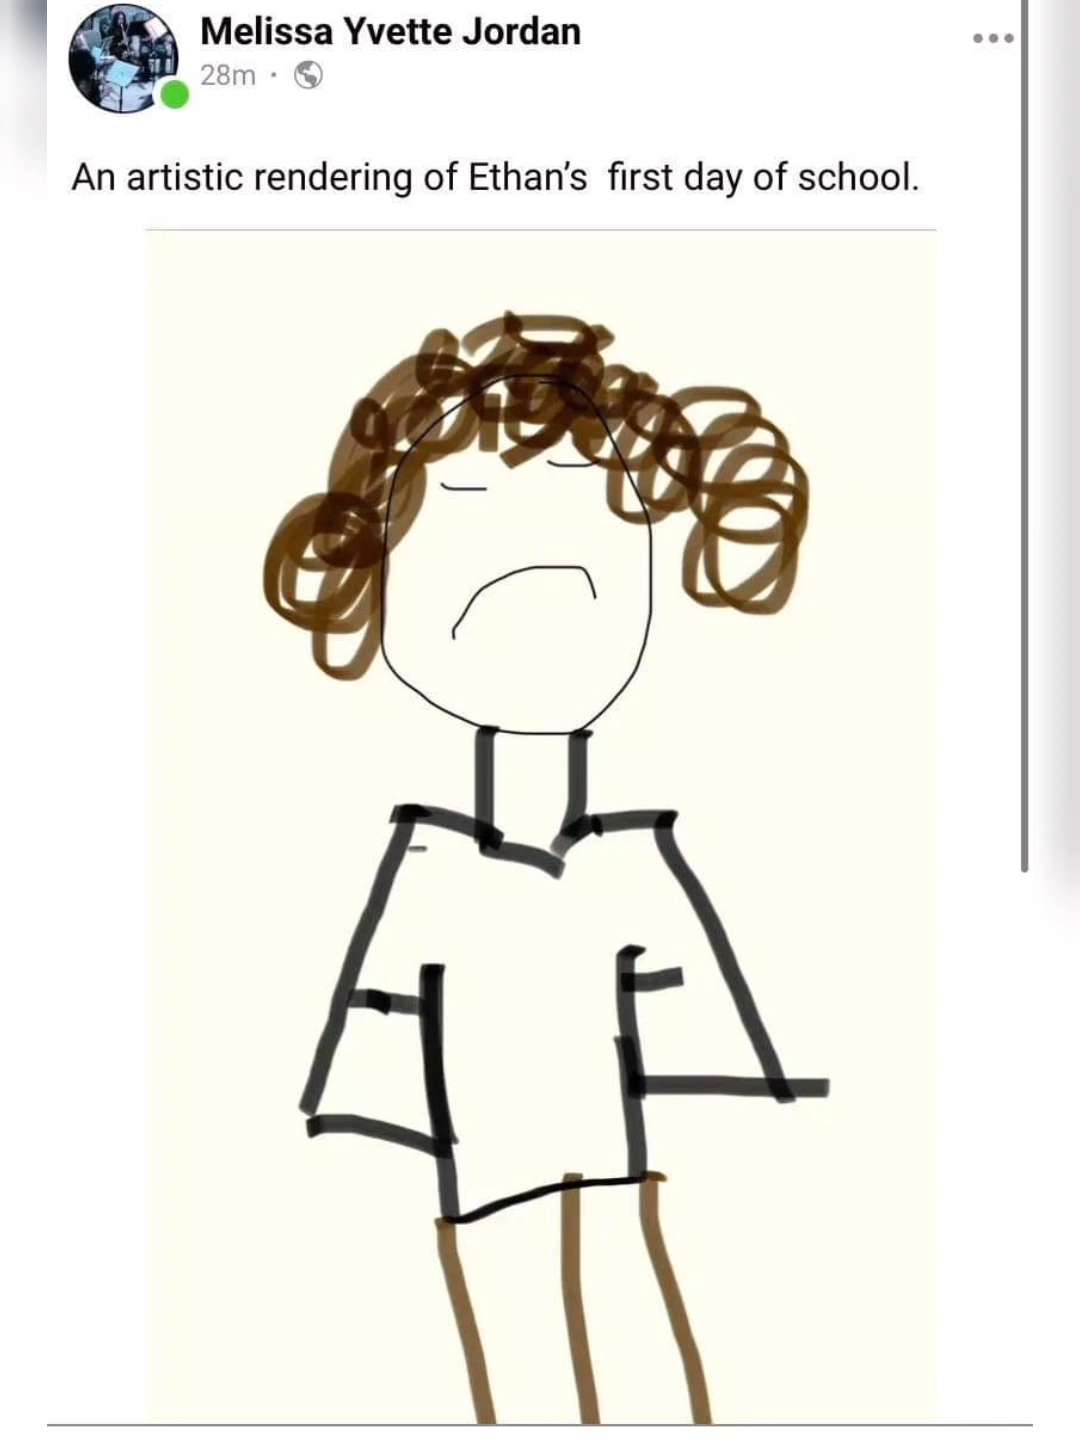 Melissa Yvette Jordan
28m ·
An artistic rendering of Ethan's first day of school.